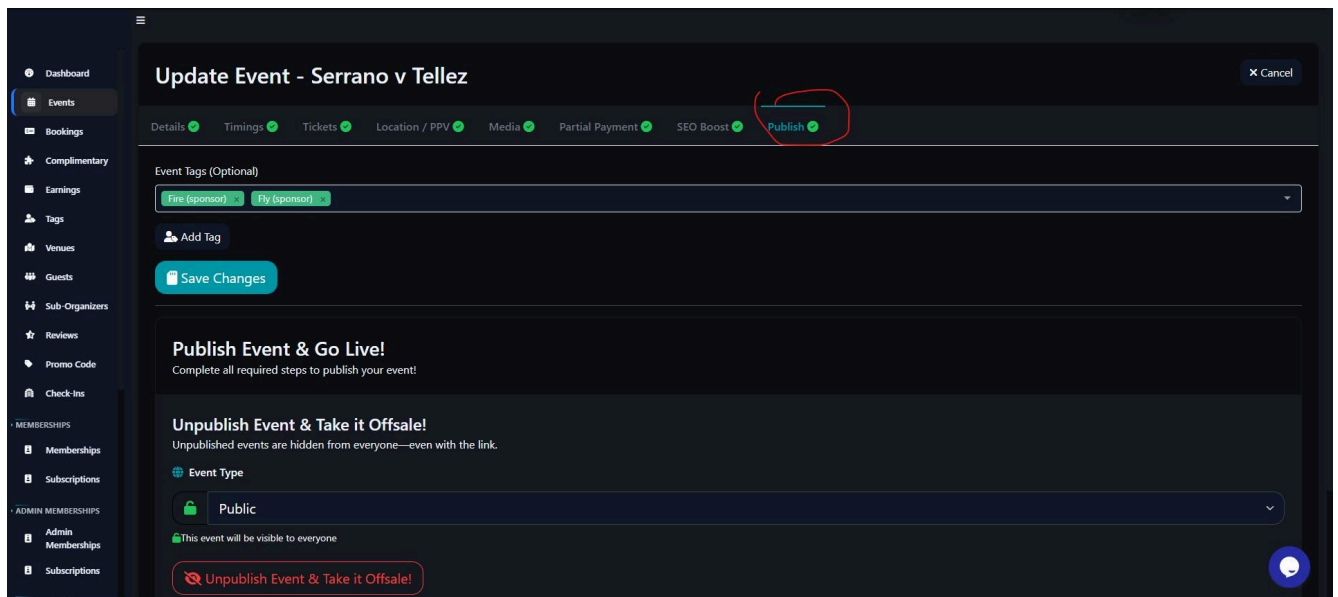 Dashboard
Events
Bookings
Complimentary
Earnings
Tags
Venues
Guests
Sub-Organizers
Reviews
Promo Code
Check-Ins
MEMBERSHIPS
Memberships
Subscriptions
ADMIN MEMBERSHIPS
Admin
Memberships
Subscriptions
Update Event - Serrano v Tellez
× Cancel
Details Timings Tickets Location / PPV Media Partial Payment SEO Boost Publish
Event Tags (Optional)
Fire (sponsor) × Fly (sponsor) ×
Add Tag
Save Changes
Publish Event & Go Live!
Complete all required steps to publish your event!
Unpublish Event & Take it Offsale!
Unpublished events are hidden from everyone—even with the link.
Event Type
Public
This event will be visible to everyone
Unpublish Event & Take it Offsale!